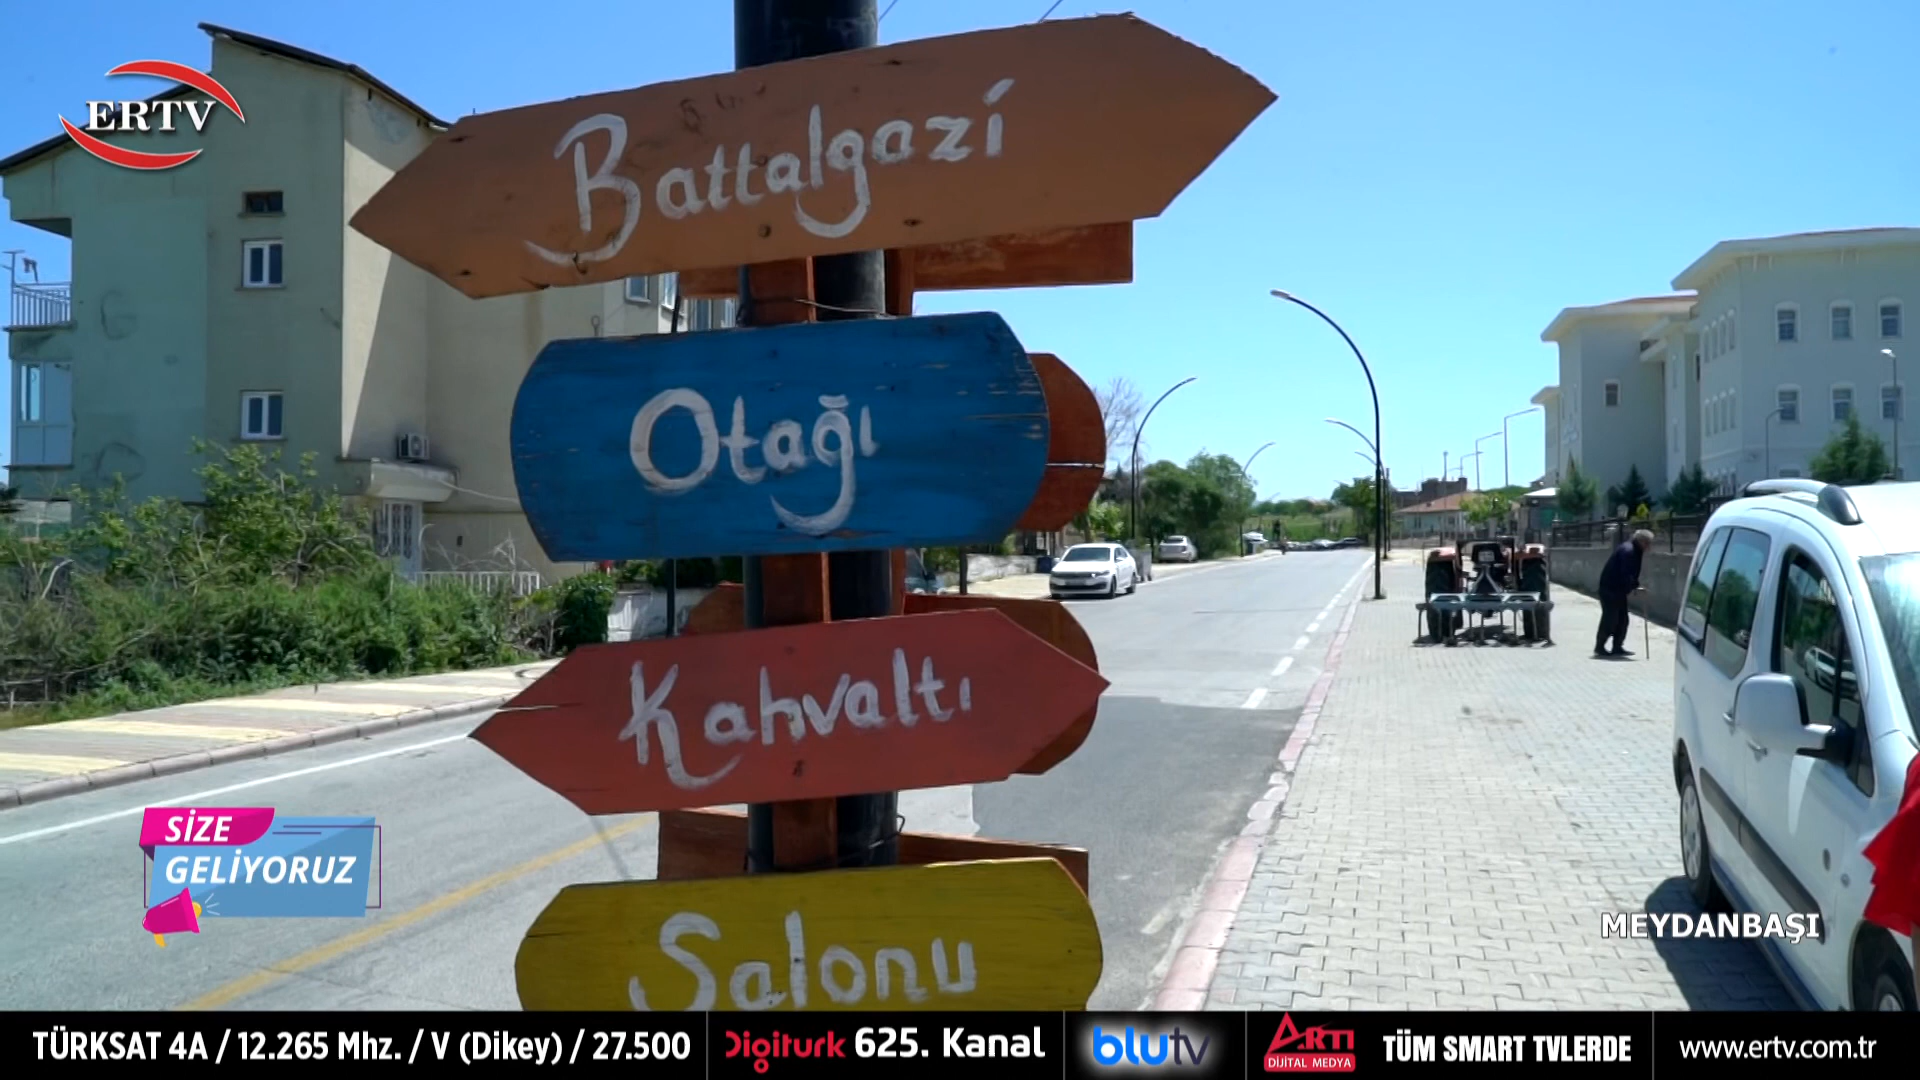 ERTV
Battalgazi
Otağı
Kahvaltı
Salonu
SİZE
GELİYORUZ
MEYDANBAŞI
TÜRKSAT 4A / 12.265 Mhz. / V (Dikey) / 27.500
Digiturk 625. Kanal
blutv
ARTI
DİJİTAL MEDYA
TÜM SMART TVLERDE
www.ertv.com.tr